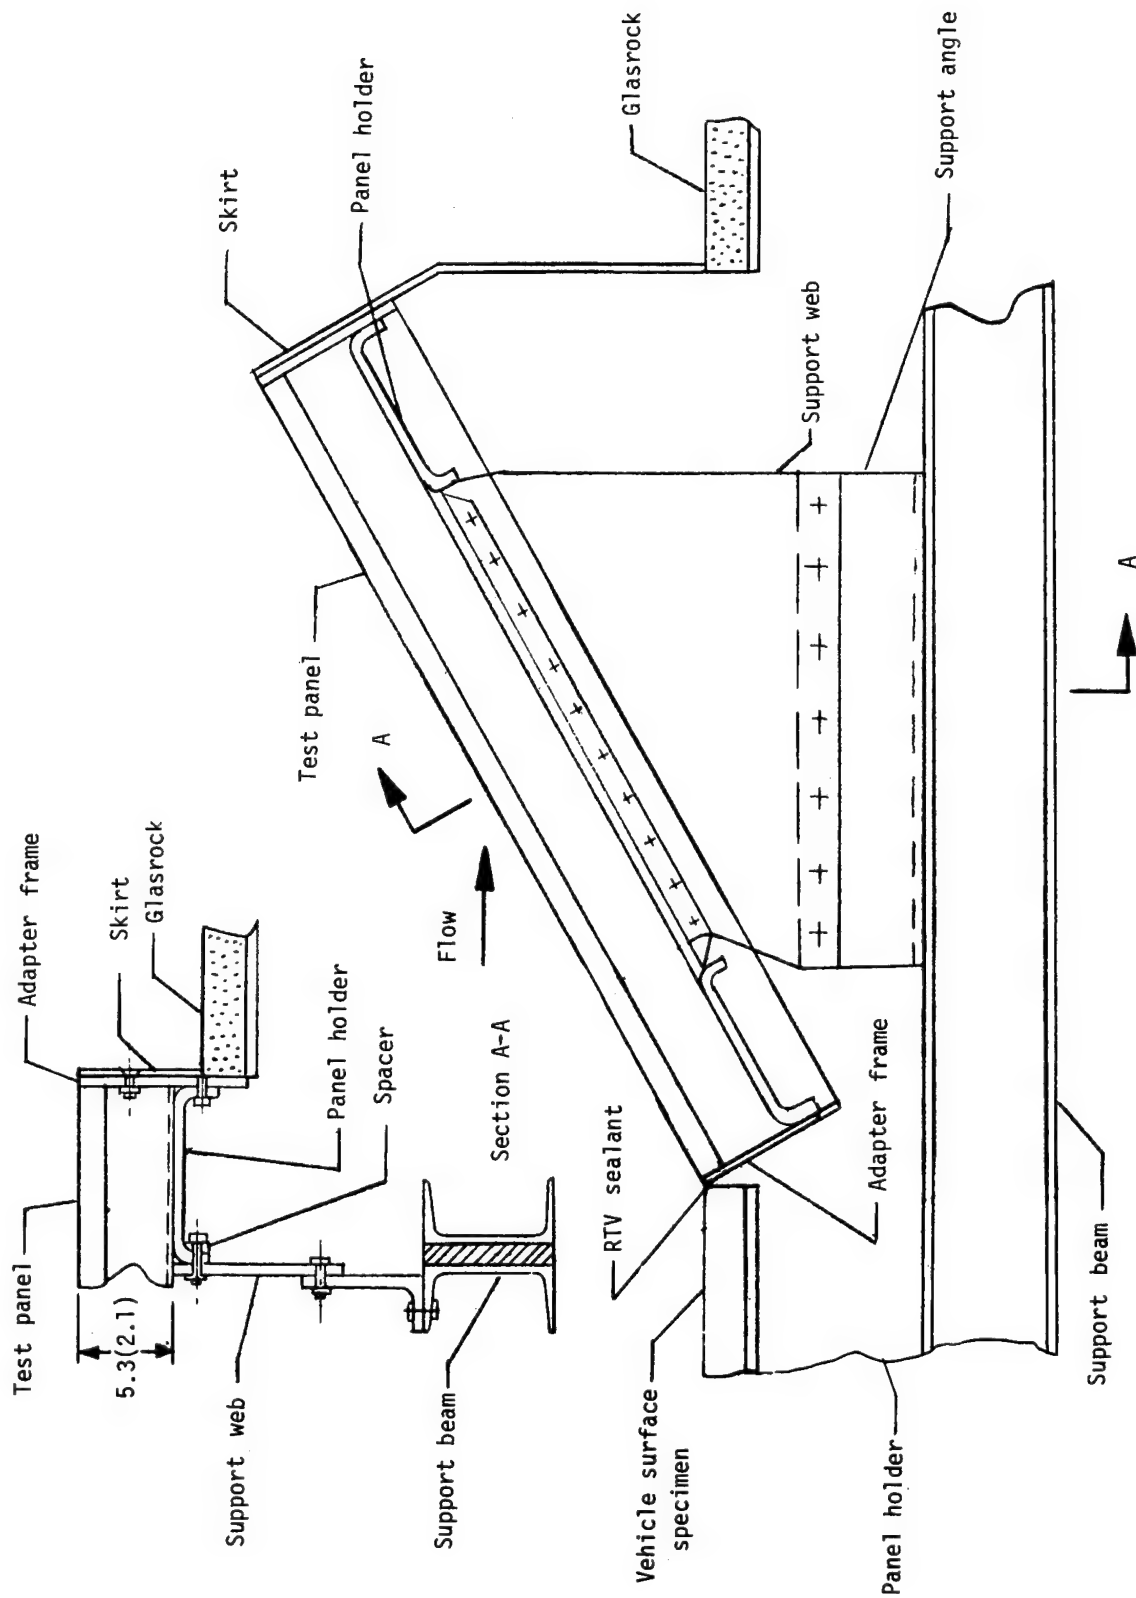 Test panel
Adapter frame
Skirt
Glasrock
5.3(2.1)
Panel holder
Spacer
Support web
Support beam
Section A-A
Flow
A
Test panel
Skirt
Panel holder
Glasrock
Support web
Support angle
RTV sealant
Vehicle surface
specimen
Adapter frame
Panel holder
Support beam
A